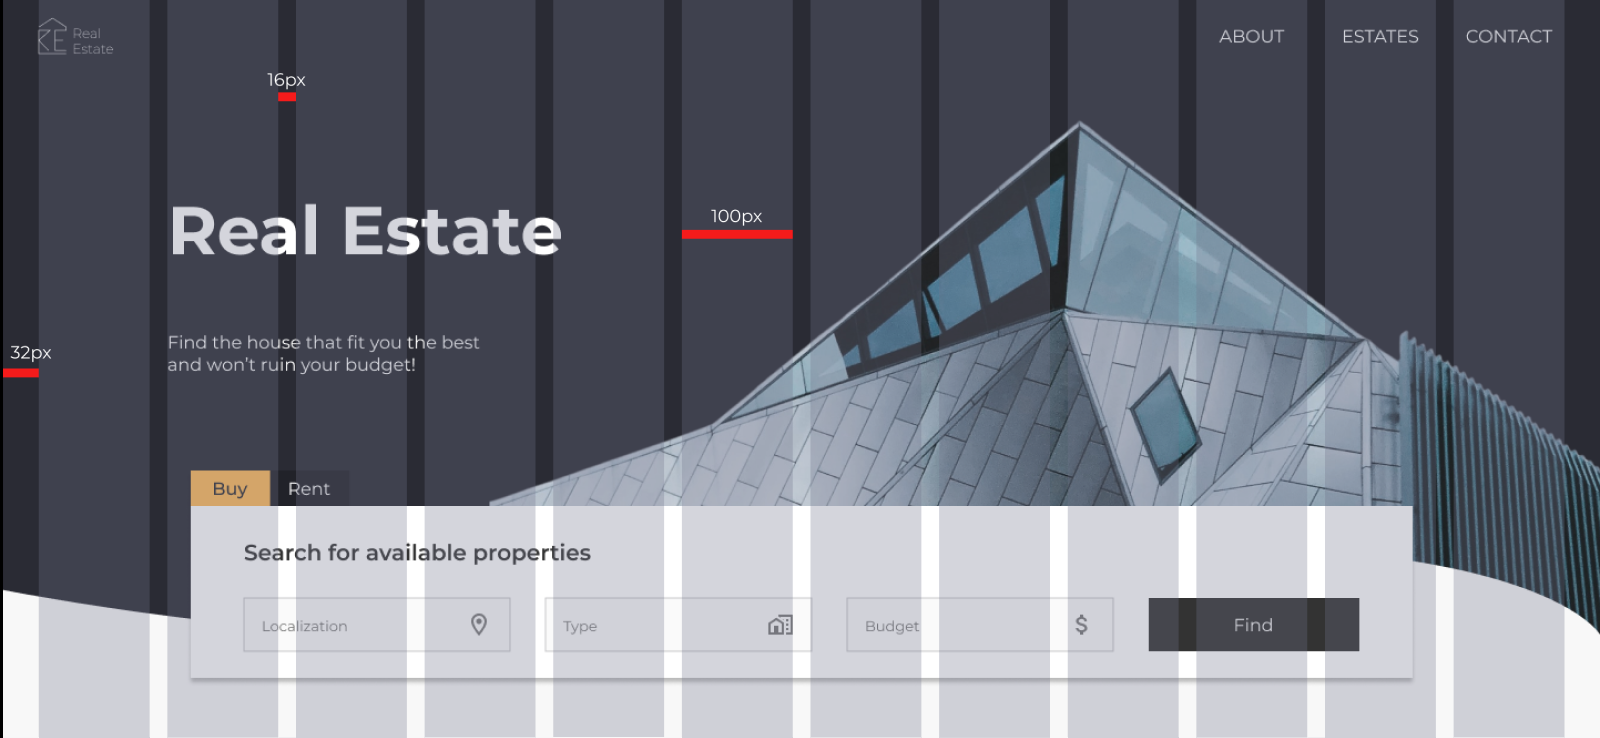 Real
Estate
ABOUT
ESTATES
CONTACT
16px
Real Estate
100px
32px
Find the house that fit you the best
and won't ruin your budget!
Buy
Rent
Search for available properties
Localization
Type
Budget
$
Find